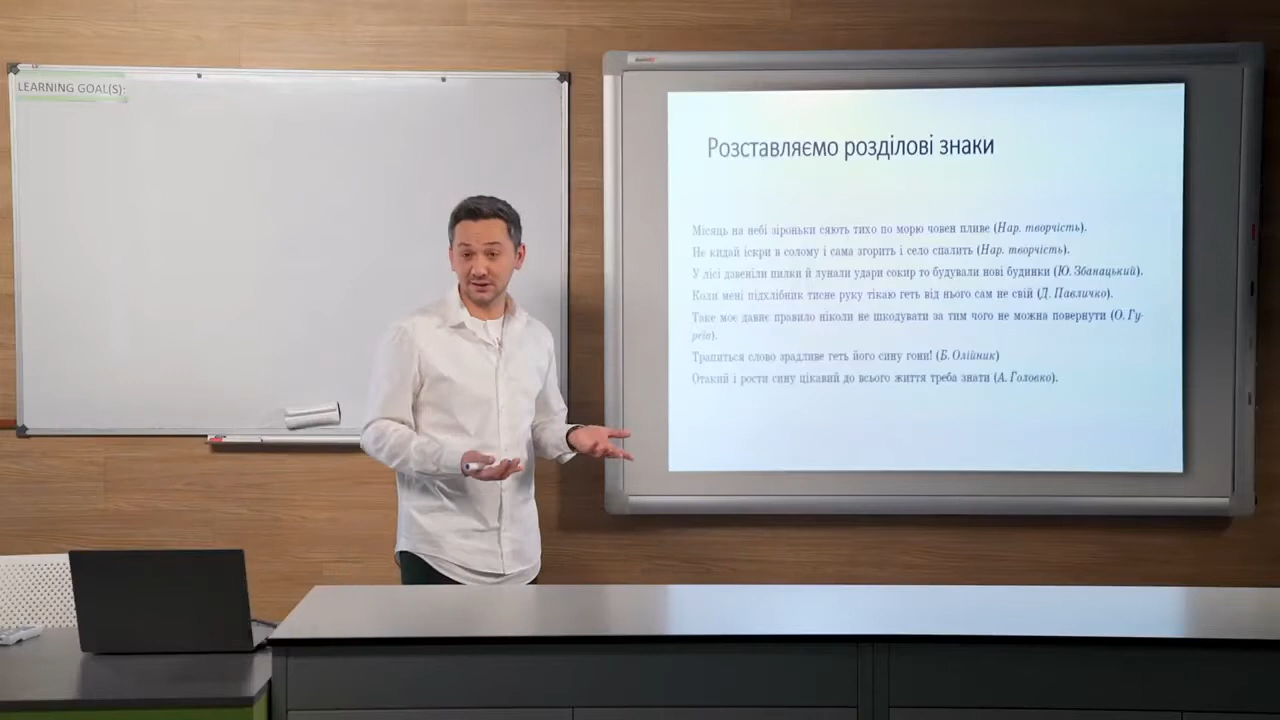 LEARNING GOAL(S):
Розставляємо розділові знаки
Місяць на небі зіроньки сяють тихо по морю човен пливе (Нар. творчість).
Не кидай іскри в солому і сама згорить і село спалить (Нар. творчість).
У лісі дзвеніли пилки й лунали удари сокир то будували нові будинки (Ю. Збанацький).
Коли мені підхлібник тисне руку тікаю геть від нього сам не свій (Д. Павличко).
Таке моє давнє правило ніколи не шкодувати за тим чого не можна повернути (О. Гу-
реїв).
Трапиться слово зрадливе геть його сину гони! (Б. Олійник)
Отакий і рости сину цікавий до всього життя треба знати (А. Головко).